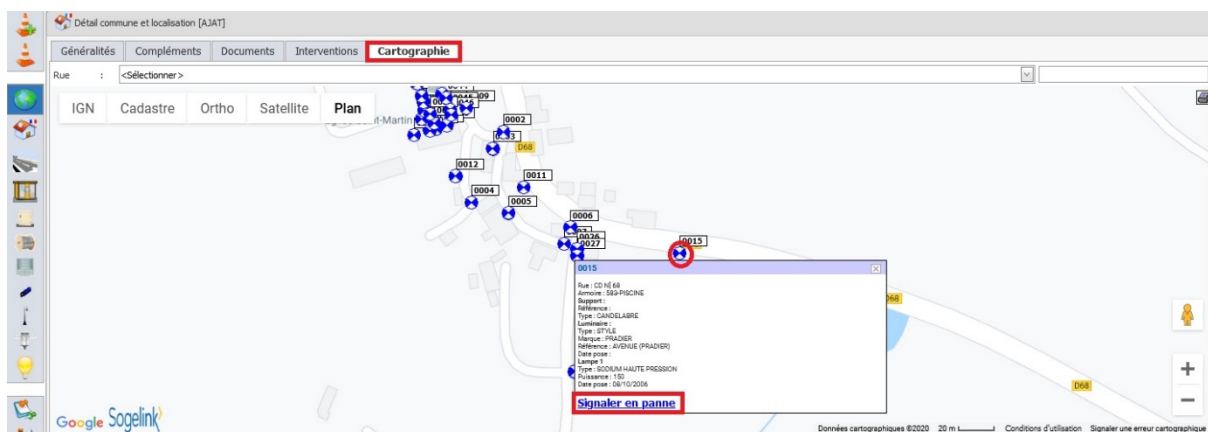 Détail commune et localisation [AJAT]
Généralités Compléments Documents Interventions Cartographie
Rue : <Sélectionner>
IGN Cadastre Ortho Satellite Plan
0002
D68
0012
0011
0004
0005
0006
0026
0027
0015
0015
Rue : CD N[ 68
Armoire : 583-PISCINE
Support :
Référence :
Type : CANDELABRE
Luminaire :
Type : STYLE
Marque : PRADIER
Référence : AVENUE (PRADIER)
Date pose :
Lampe 1
Type : SODIUM HAUTE PRESSION
Puissance : 150
Date pose : 08/10/2006
Signaler en panne
D68
Google Sogelink
Données cartographiques ©2020 20 m Conditions d'utilisation Signaler une erreur cartographique